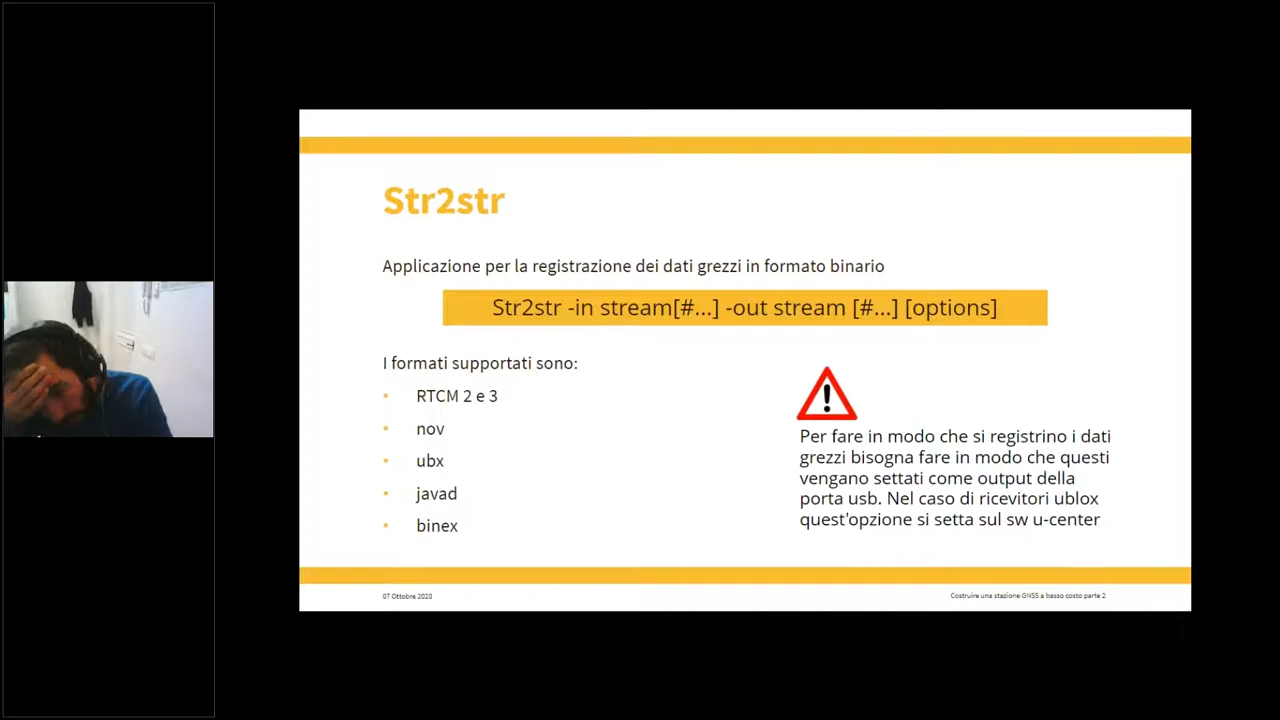 Str2str
Applicazione per la registrazione dei dati grezzi in formato binario
Str2str -in stream[#...] -out stream [#...] [options]
I formati supportati sono:
• RTCM 2 e 3
• nov
• ubx
• javad
• binex
Per fare in modo che si registrino i dati
grezzi bisogna fare in modo che questi
vengano settati come output della
porta usb. Nel caso di ricevitori ublox
quest'opzione si setta sul sw u-center
07 Ottobre 2020
Costruire una stazione GNSS a basso costo parte 2